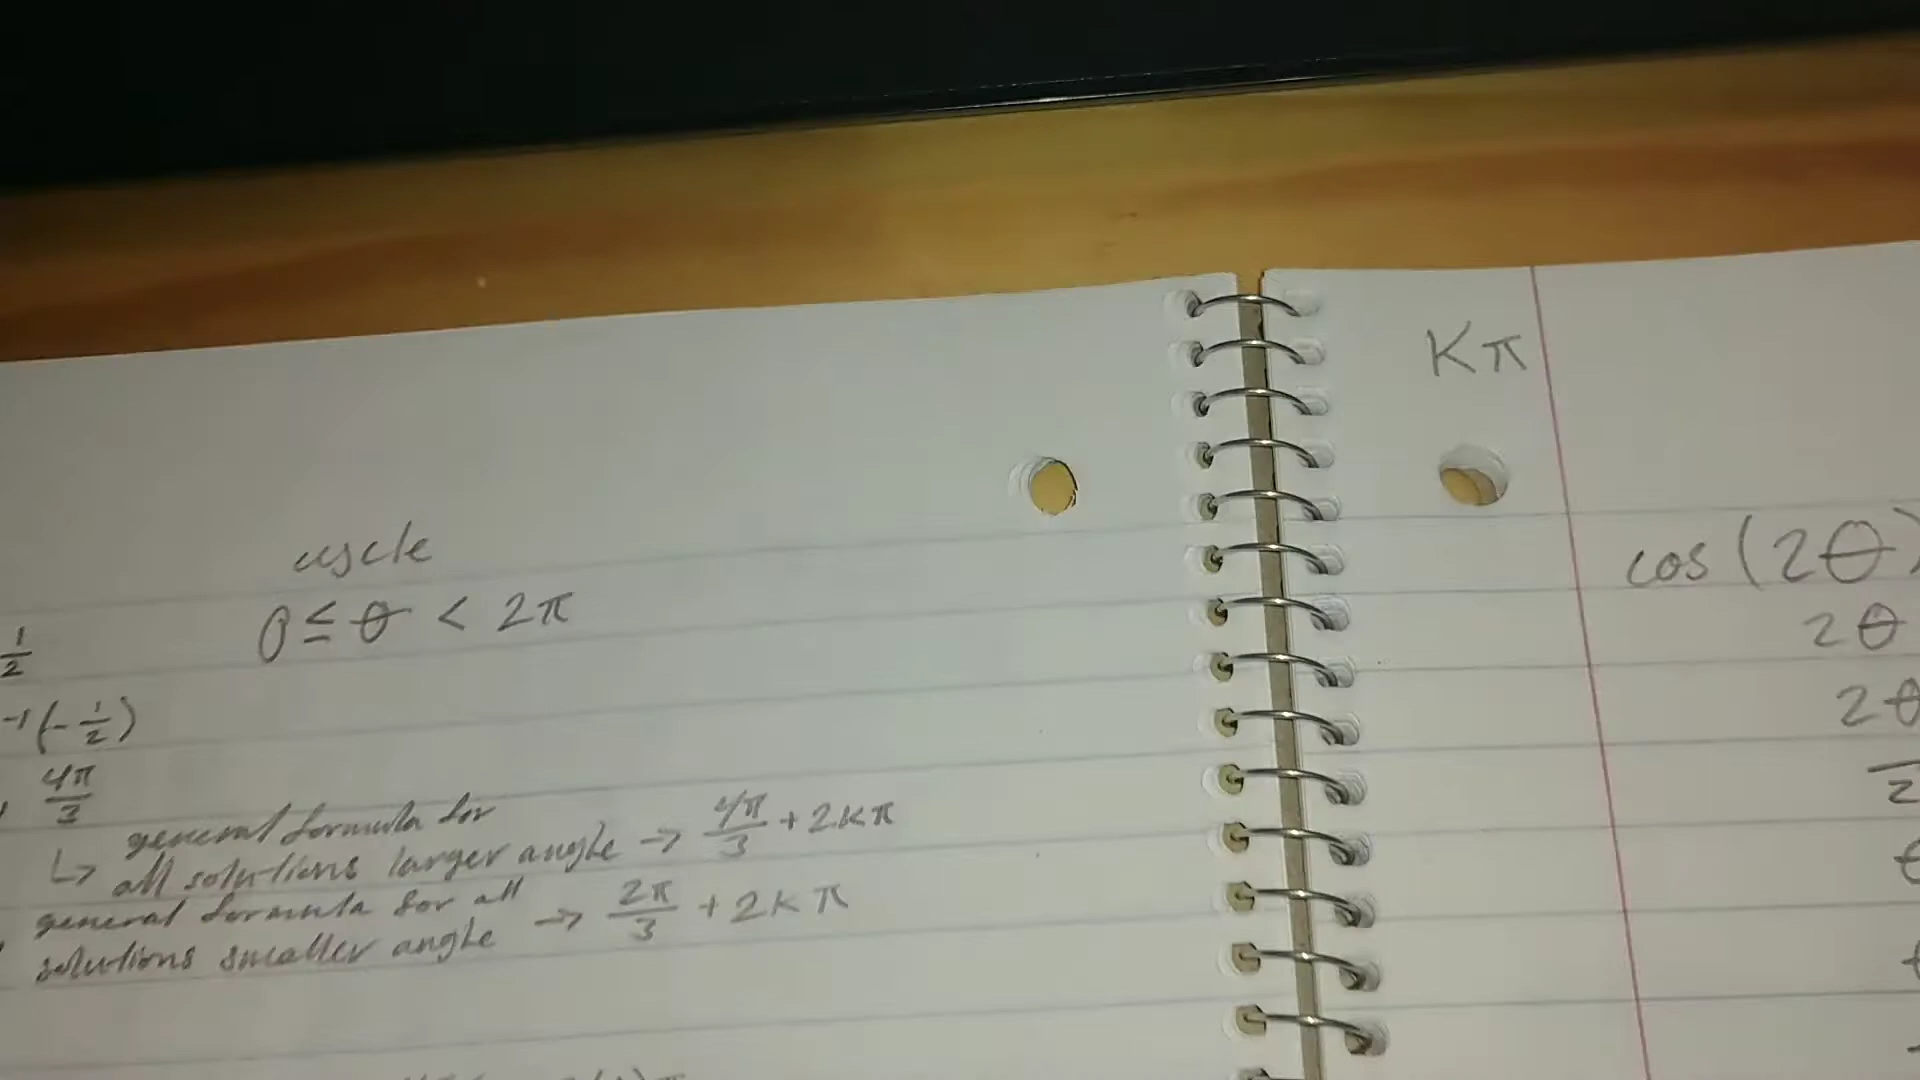 cycle
0 ≤ θ < 2π
1/2
-1(-1/2)
4π/3
↳ general formula for
all solutions larger angle → 4π/3 + 2kπ
general formula for all
solutions smaller angle → 2π/3 + 2kπ
Kπ
cos(2θ)
2θ
2θ
2